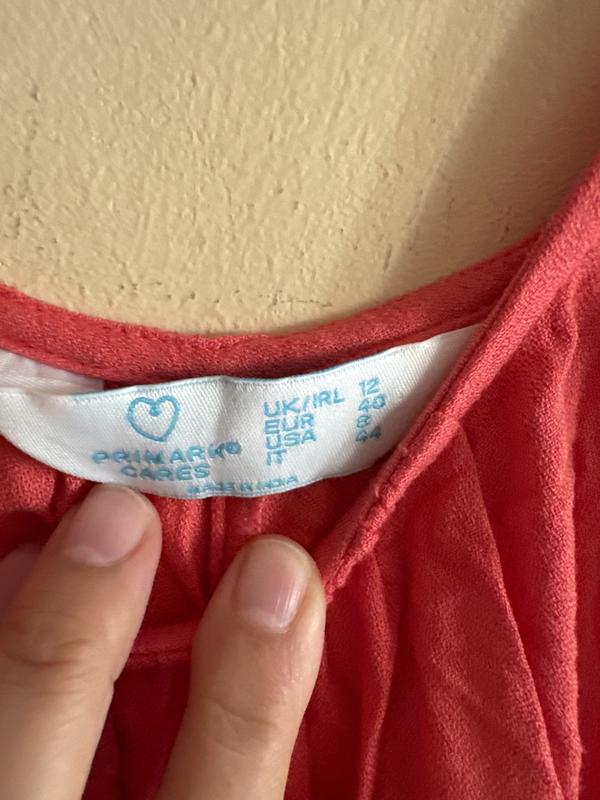 PRIMARK®
CARES
UK/IRL 12
EUR 40
USA 8
IT 44
MADE IN INDIA